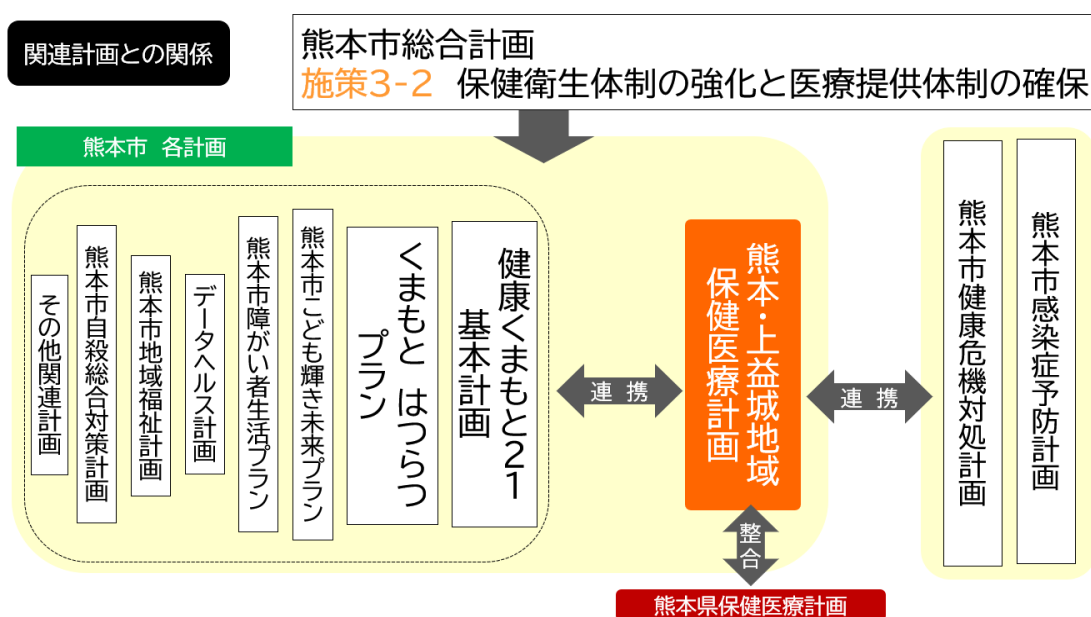 関連計画との関係
熊本市総合計画
施策3-2 保健衛生体制の強化と医療提供体制の確保
熊本市 各計画
その他関連計画
熊本市自殺総合対策計画
熊本市地域福祉計画
データヘルス計画
熊本市障がい者生活プラン
熊本市こども輝き未来プラン
くまもと はつらつ
プラン
健康くまもと21
基本計画
連 携
熊本・上益城地域
保健医療計画
連 携
熊本市健康危機対処計画
熊本市感染症予防計画
整
合
熊本県保健医療計画